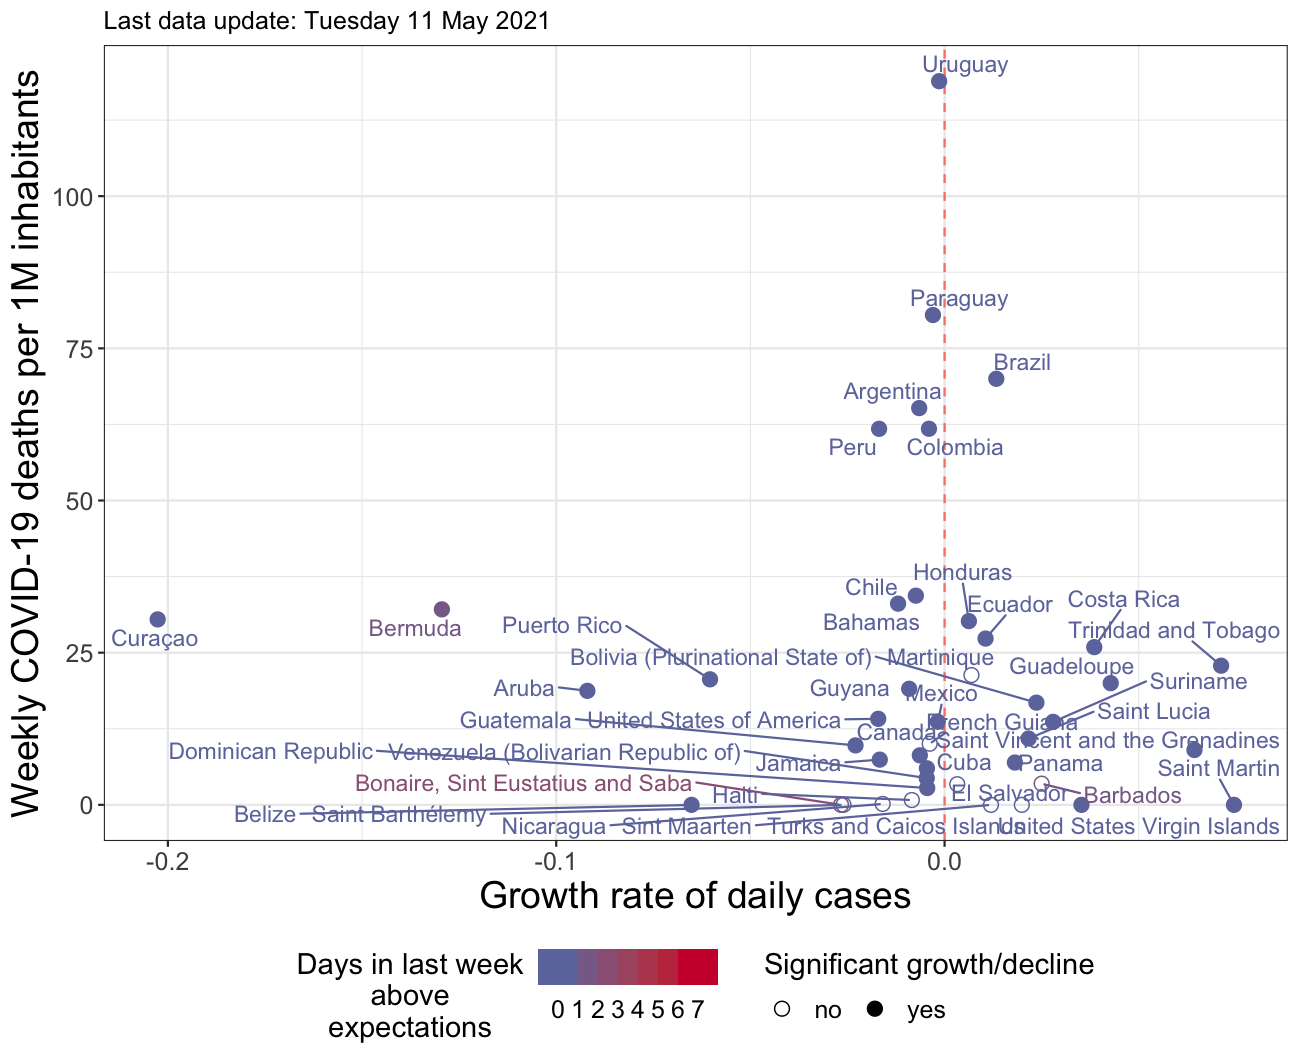 Last data update: Tuesday 11 May 2021
Weekly COVID-19 deaths per 1M inhabitants
100
75
50
25
0
Uruguay
Paraguay
Brazil
Argentina
Peru
Colombia
Honduras
Chile
Ecuador
Costa Rica
Bahamas
Puerto Rico
Bermuda
Curaçao
Trinidad and Tobago
Bolivia (Plurinational State of)
Martinique
Guadeloupe
Aruba
Guyana
Mexico
Suriname
Guatemala
United States of America
French Guiana
Saint Lucia
Canada
Saint Vincent and the Grenadines
Dominican Republic
Venezuela (Bolivarian Republic of)
Jamaica
Cuba
Panama
Saint Martin
Bonaire, Sint Eustatius and Saba
Haiti
El Salvador
Barbados
Belize
Saint Barthélemy
Nicaragua
Sint Maarten
Turks and Caicos Islands
United States Virgin Islands
-0.2
-0.1
0.0
Growth rate of daily cases
Days in last week
above
expectations
0 1 2 3 4 5 6 7
Significant growth/decline
no
yes